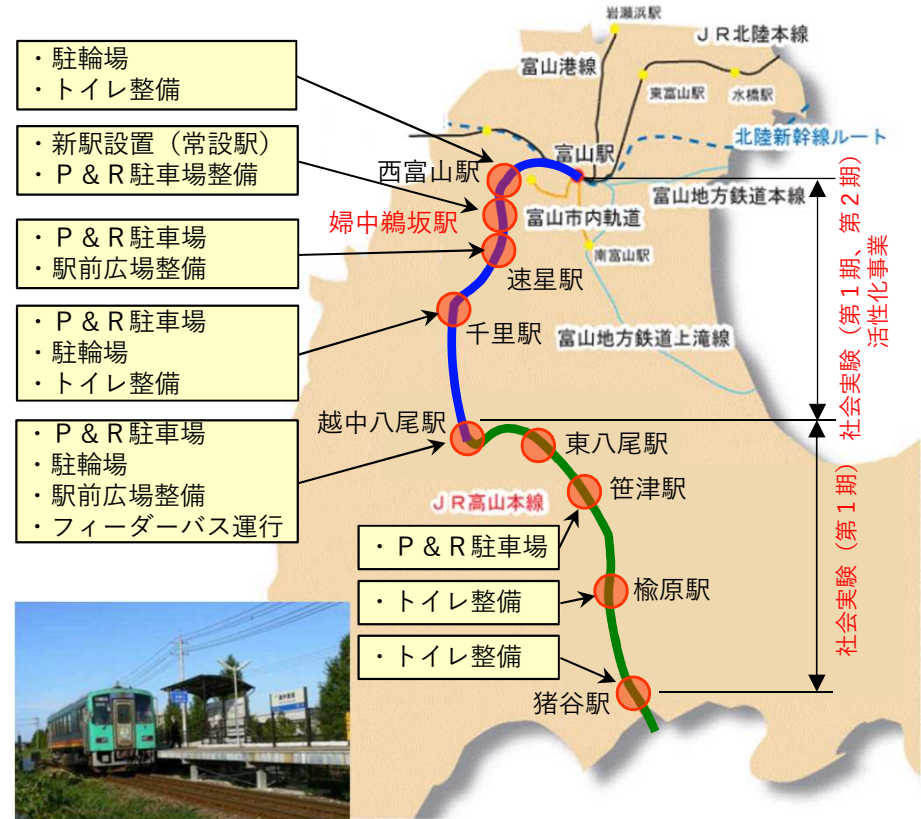 ・駐輪場
・トイレ整備
・新駅設置（常設駅）
・Ｐ＆Ｒ駐車場整備
・Ｐ＆Ｒ駐車場
・駅前広場整備
・Ｐ＆Ｒ駐車場
・駐輪場
・トイレ整備
・Ｐ＆Ｒ駐車場
・駐輪場
・駅前広場整備
・フィーダーバス運行
岩瀬浜駅
ＪＲ北陸本線
富山港線
東富山駅
水橋駅
北陸新幹線ルート
富山駅
西富山駅
富山地方鉄道本線
婦中鵜坂駅
富山市内軌道
南富山駅
速星駅
千里駅
富山地方鉄道上滝線
越中八尾駅
東八尾駅
笹津駅
ＪＲ高山本線
・Ｐ＆Ｒ駐車場
・トイレ整備
楡原駅
・トイレ整備
猪谷駅
社会実験（第１期、第２期）
活性化事業
社会実験（第１期）